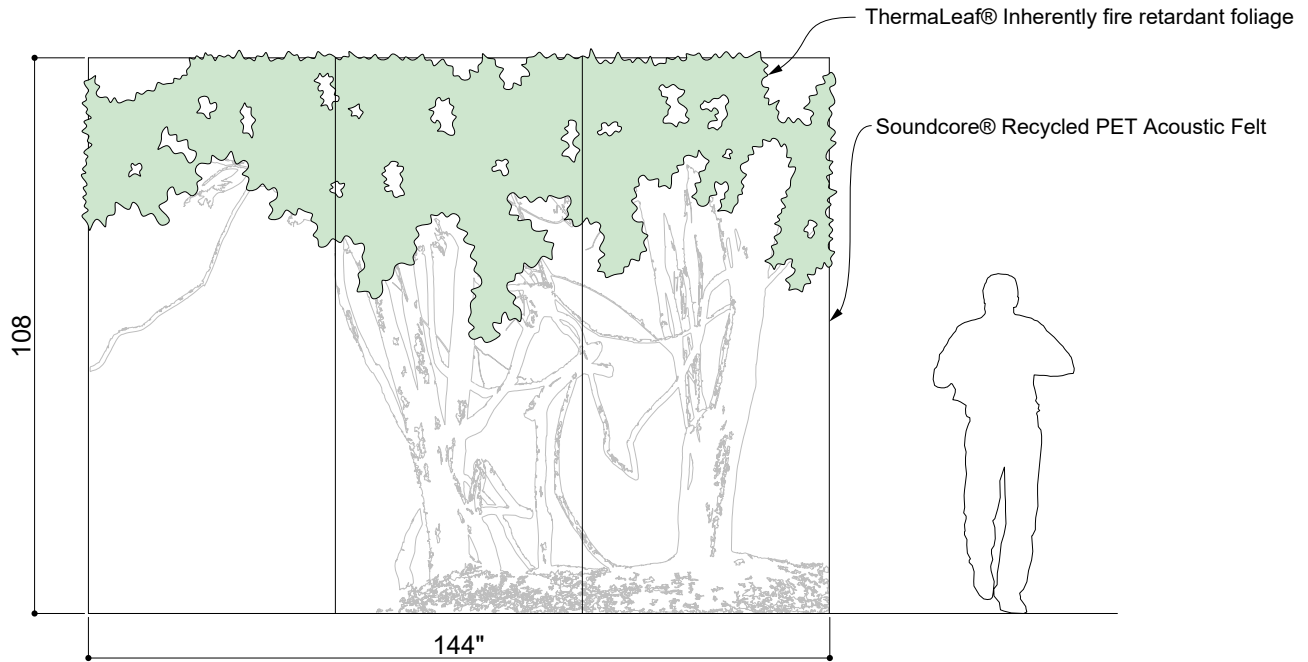 ThermaLeaf® Inherently fire retardant foliage
Soundcore® Recycled PET Acoustic Felt
108
144"